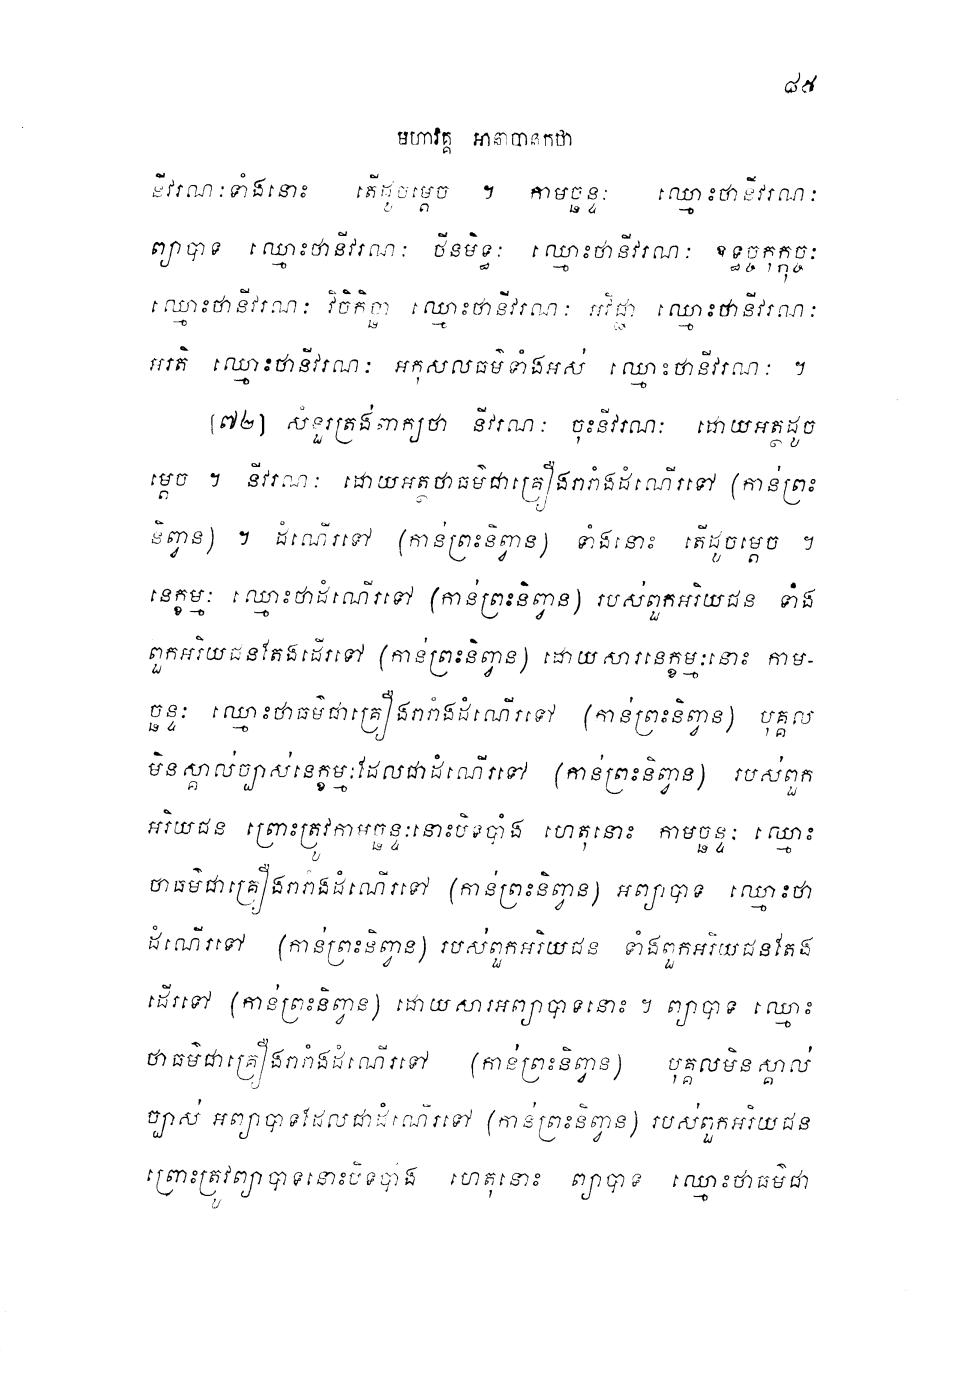 ៨៩
មហាវគ្គ អានាបានកថា
នីវរណៈទាំងនោះ តើដូចម្តេច ។ កាមច្ឆន្ទៈ ឈ្មោះថានីវរណៈ
ព្យាបាទ ឈ្មោះថានីវរណៈ ថីនមិទ្ធៈ ឈ្មោះថានីវរណៈ ឧទ្ធច្ចកុក្កុច្ចៈ
ឈ្មោះថានីវរណៈ វិចិកិច្ឆា ឈ្មោះថានីវរណៈ អវិជ្ជា ឈ្មោះថានីវរណៈ
អរតិ ឈ្មោះថានីវរណៈ អកុសលធម៌ទាំងអស់ ឈ្មោះថានីវរណៈ ។
[៧២] សំនួរត្រង់ពាក្យថា នីវរណៈ ចុះនីវរណៈ ដោយអត្ថដូច
ម្តេច ។ នីវរណៈ ដោយអត្ថថាធម៌ជាគ្រឿងរារាំងដំណើរទៅ (កាន់ព្រះ
និញ្វន) ។ ដំណើរទៅ (កាន់ព្រះនិញ្វន) ទាំងនោះ តើដូចម្តេច ។
នេក្ខម្មៈ ឈ្មោះថាដំណើរទៅ (កាន់ព្រះនិព្វាន) របស់ពួកអរិយជន ទាំង
ពួកអរិយជនតែងដើរទៅ (កាន់ព្រះនិព្វាន) ដោយសារនេក្ខម្មៈនោះ កាម-
ច្ឆន្ទៈ ឈ្មោះថាធម៌ជាគ្រឿងរារាំងដំណើរទៅ (កាន់ព្រះនិព្វាន) បុគ្គល
មិនស្គាល់ច្បាស់នេក្ខម្មៈដែលជាដំណើរទៅ (កាន់ព្រះនិព្វាន) របស់ពួក
អរិយជន ព្រោះត្រូវកាមច្ឆន្ទៈនោះបិទបាំង ហេតុនោះ កាមច្ឆន្ទៈ ឈ្មោះ
ថាធម៌ជាគ្រឿងរារាំងដំណើរទៅ (កាន់ព្រះនិព្វាន) អព្យាបាទ ឈ្មោះថា
ដំណើរទៅ (កាន់ព្រះនិព្វាន) របស់ពួកអរិយជន ទាំងពួកអរិយជនតែង
ដើរទៅ (កាន់ព្រះនិព្វាន) ដោយសារអព្យាបាទនោះ ។ ព្យាបាទ ឈ្មោះ
ថាធម៌ជាគ្រឿងរារាំងដំណើរទៅ (កាន់ព្រះនិព្វាន) បុគ្គលមិនស្គាល់
ច្បាស់ អព្យាបាទដែលជាដំណើរទៅ (កាន់ព្រះនិព្វាន) របស់ពួកអរិយជន
ព្រោះត្រូវព្យាបាទនោះបិទបាំង ហេតុនោះ ព្យាបាទ ឈ្មោះថាធម៌ជា